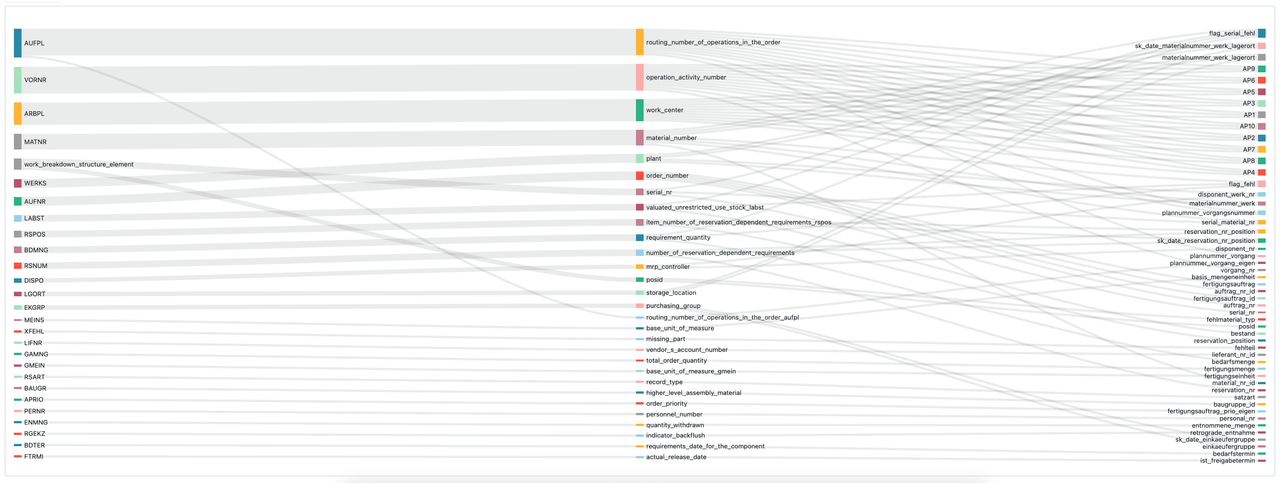 AUFPL
VORNR
ARBPL
MATNR
work_breakdown_structure_element
WERKS
AUFNR
LABST
RSPOS
BDMNG
RSNUM
DISPO
LGORT
EKGRP
MEINS
XFEHL
LIFNR
GAMNG
GMEIN
RSART
BAUGR
APRIO
PERNR
ENMNG
RGEKZ
BDTER
FTRMI
routing_number_of_operations_in_the_order
operation_activity_number
work_center
material_number
plant
order_number
serial_nr
valuated_unrestricted_use_stock_labst
item_number_of_reservation_dependent_requirements_rspos
requirement_quantity
number_of_reservation_dependent_requirements
mrp_controller
posid
storage_location
purchasing_group
routing_number_of_operations_in_the_order_aufpl
base_unit_of_measure
missing_part
vendor_s_account_number
total_order_quantity
base_unit_of_measure_gmein
record_type
higher_level_assembly_material
order_priority
personnel_number
quantity_withdrawn
indicator_backflush
requirements_date_for_the_component
actual_release_date
flag_serial_fehl
sk_date_materialnummer_werk_lagerort
materialnummer_werk_lagerort
AP9
AP6
AP5
AP3
AP1
AP10
AP2
AP7
AP8
AP4
flag_fehl
disponent_werk_nr
materialnummer_werk
plannummer_vorgangsnummer
serial_material_nr
reservation_nr_position
sk_date_reservation_nr_position
disponent_nr
plannummer_vorgang
plannummer_vorgang_eigen
vorgang_nr
basis_mengeneinheit
fertigungsauftrag
auftrag_nr_id
fertigungsauftrag_id
auftrag_nr
serial_nr
fehlmaterial_typ
posid
bestand
reservation_position
fehlteil
lieferant_nr_id
bedarfsmenge
fertigungsmenge
fertigungseinheit
material_nr_id
reservation_nr
satzart
baugruppe_id
fertigungsauftrag_prio_eigen
personal_nr
entnommene_menge
retrograde_entnahme
sk_date_einkaeufergruppe
einkaeufergruppe
bedarfstermin
ist_freigabetermin